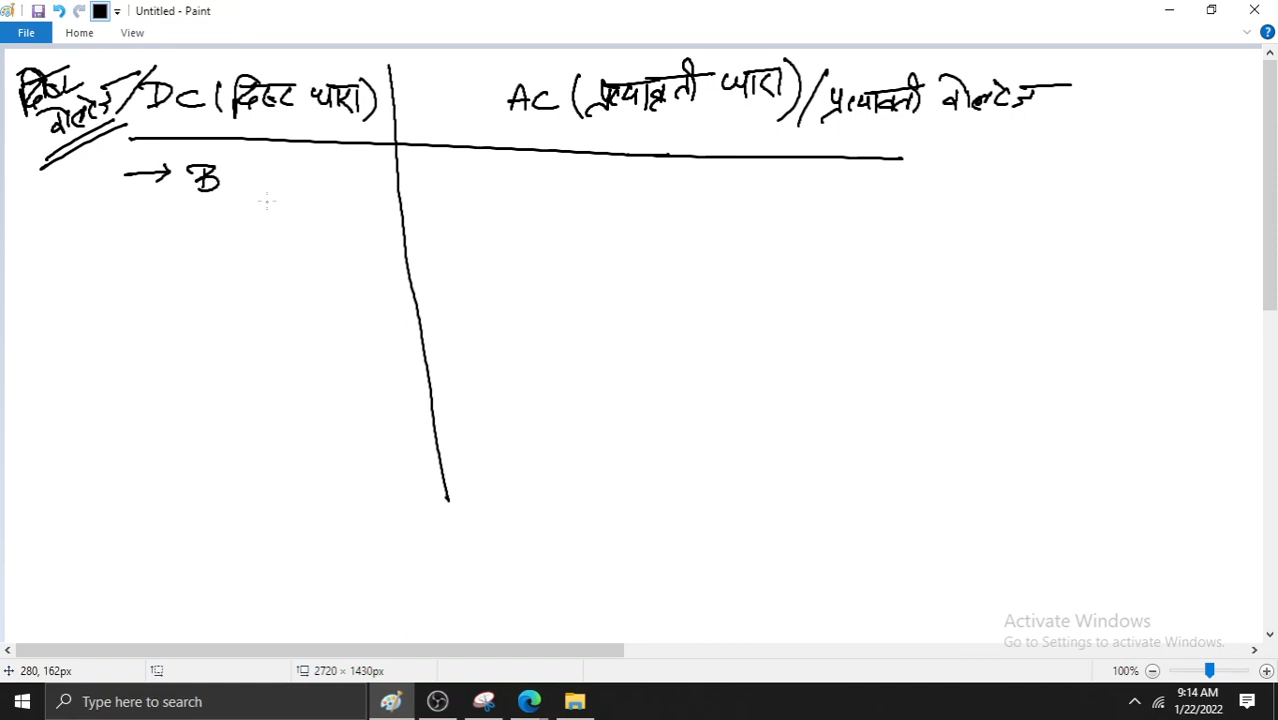 Untitled - Paint
File Home View
दिष्ट वोल्टेज / DC (दिष्ट धारा) AC (प्रत्यावर्ती धारा) / प्रत्यावर्ती वोल्टेज
→ B
Activate Windows
Go to Settings to activate Windows.
280, 162px 2720 × 1430px 100%
Type here to search
9:14 AM
1/22/2022